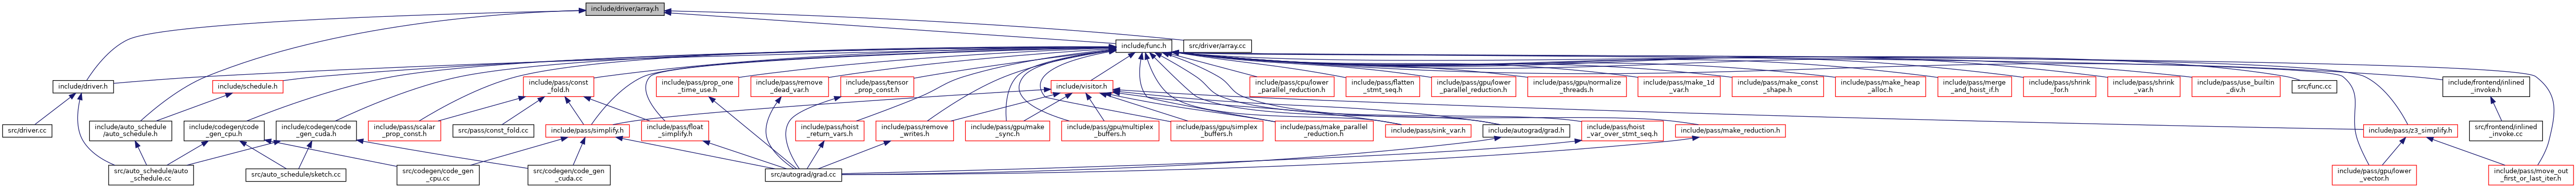 include/driver/array.h
include/func.h
src/driver/array.cc
include/driver.h
include/schedule.h
include/pass/const
_fold.h
include/pass/prop_one
_time_use.h
include/pass/remove
_dead_var.h
include/pass/tensor
_prop_const.h
include/visitor.h
include/pass/cpu/lower
_parallel_reduction.h
include/pass/flatten
_stmt_seq.h
include/pass/gpu/lower
_parallel_reduction.h
include/pass/gpu/normalize
_threads.h
include/pass/make_1d
_var.h
include/pass/make_const
_shape.h
include/pass/make_heap
_alloc.h
include/pass/merge
_and_hoist_if.h
include/pass/shrink
_for.h
include/pass/shrink
_var.h
include/pass/use_builtin
_div.h
src/func.cc
include/frontend/inlined
_invoke.h
src/driver.cc
include/auto_schedule
/auto_schedule.h
include/codegen/code
_gen_cpu.h
include/codegen/code
_gen_cuda.h
include/pass/scalar
_prop_const.h
src/pass/const_fold.cc
include/pass/simplify.h
include/pass/float
_simplify.h
include/pass/hoist
_return_vars.h
include/pass/remove
_writes.h
include/pass/gpu/make
_sync.h
include/pass/gpu/multiplex
_buffers.h
include/pass/gpu/simplex
_buffers.h
include/pass/make_parallel
_reduction.h
include/pass/sink_var.h
include/autograd/grad.h
include/pass/hoist
_var_over_stmt_seq.h
include/pass/make_reduction.h
include/pass/z3_simplify.h
src/frontend/inlined
_invoke.cc
src/auto_schedule/auto
_schedule.cc
src/auto_schedule/sketch.cc
src/codegen/code_gen
_cpu.cc
src/codegen/code_gen
_cuda.cc
src/autograd/grad.cc
include/pass/gpu/lower
_vector.h
include/pass/move_out
_first_or_last_iter.h